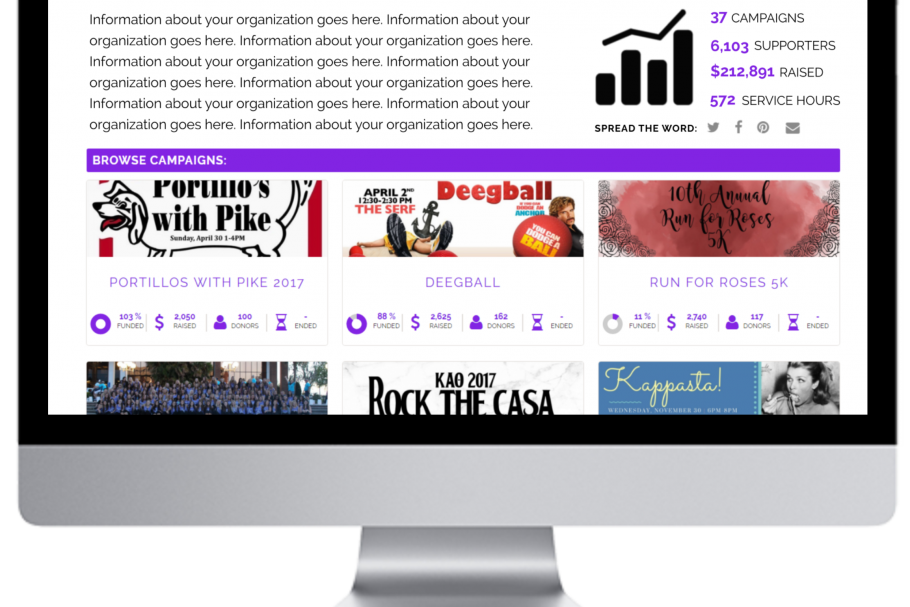 Information about your organization goes here. Information about your
organization goes here. Information about your organization goes here.
Information about your organization goes here. Information about your
organization goes here. Information about your organization goes here.
Information about your organization goes here. Information about your
organization goes here. Information about your organization goes here.
37 CAMPAIGNS
6,103 SUPPORTERS
$212,891 RAISED
572 SERVICE HOURS
SPREAD THE WORD:
BROWSE CAMPAIGNS:
Portillo's
with Pike
Sunday, April 30 1-4PM
PORTILLOS WITH PIKE 2017
103 % FUNDED
2,050 RAISED
100 DONORS
- ENDED
APRIL 2ND
12:30-2:30 PM
THE SERF
Deegball
ANCHOR
YOU CAN
DODGE A
BALL
DEEGBALL
88 % FUNDED
2,625 RAISED
162 DONORS
- ENDED
10th Annual
Run for Roses
5K
RUN FOR ROSES 5K
11 % FUNDED
2,740 RAISED
117 DONORS
- ENDED
ΚΑΘ 2017
ROCK THE CASA
Kappasta!
WEDNESDAY, NOVEMBER 30 · 6PM-8PM